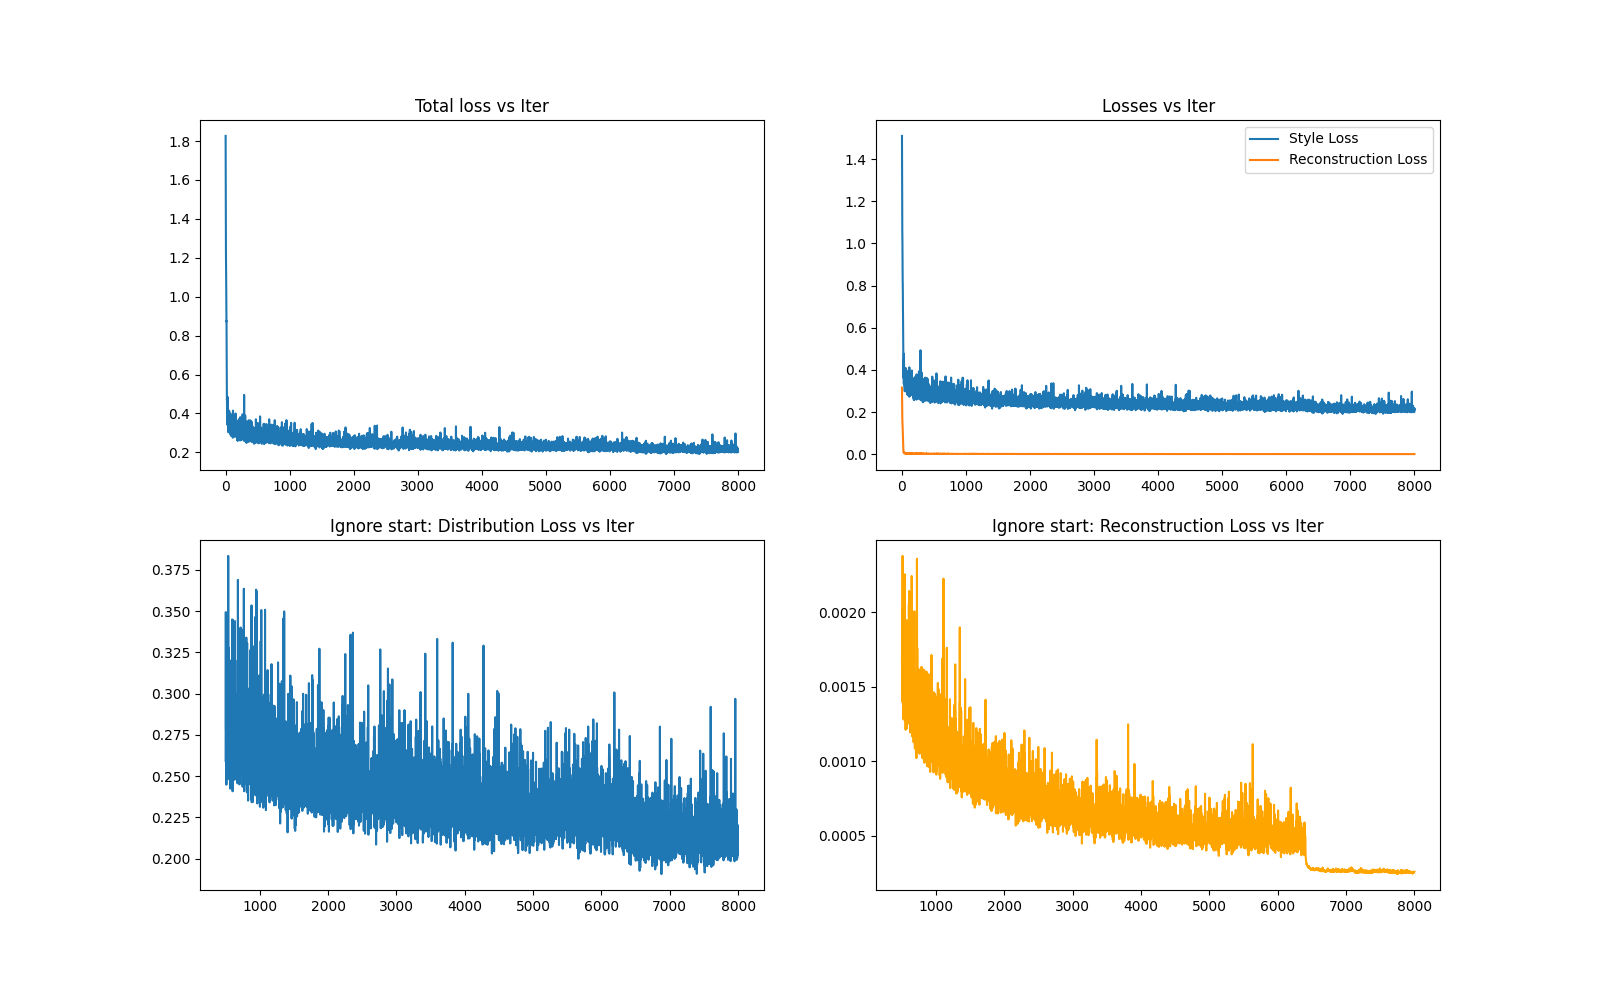 Total loss vs Iter
1.8
1.6
1.4
1.2
1.0
0.8
0.6
0.4
0.2
0 1000 2000 3000 4000 5000 6000 7000 8000
Losses vs Iter
Style Loss
Reconstruction Loss
1.4
1.2
1.0
0.8
0.6
0.4
0.2
0.0
0 1000 2000 3000 4000 5000 6000 7000 8000
Ignore start: Distribution Loss vs Iter
0.375
0.350
0.325
0.300
0.275
0.250
0.225
0.200
1000 2000 3000 4000 5000 6000 7000 8000
Ignore start: Reconstruction Loss vs Iter
0.0020
0.0015
0.0010
0.0005
1000 2000 3000 4000 5000 6000 7000 8000